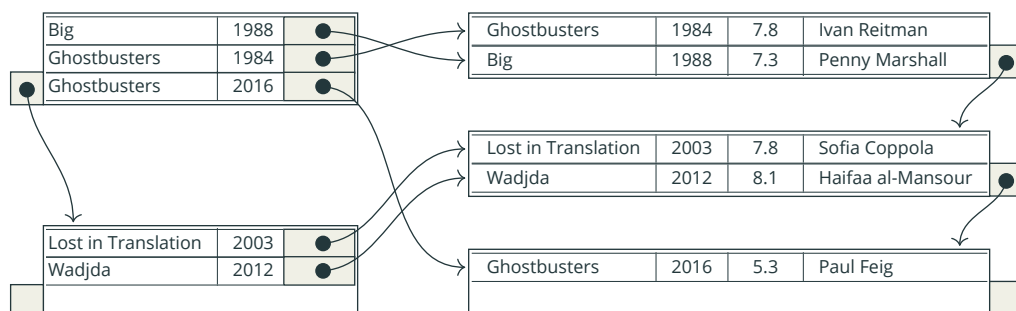 Big 1988
Ghostbusters 1984
Ghostbusters 2016
Lost in Translation 2003
Wadjda 2012
Ghostbusters 1984 7.8 Ivan Reitman
Big 1988 7.3 Penny Marshall
Lost in Translation 2003 7.8 Sofia Coppola
Wadjda 2012 8.1 Haifaa al-Mansour
Ghostbusters 2016 5.3 Paul Feig